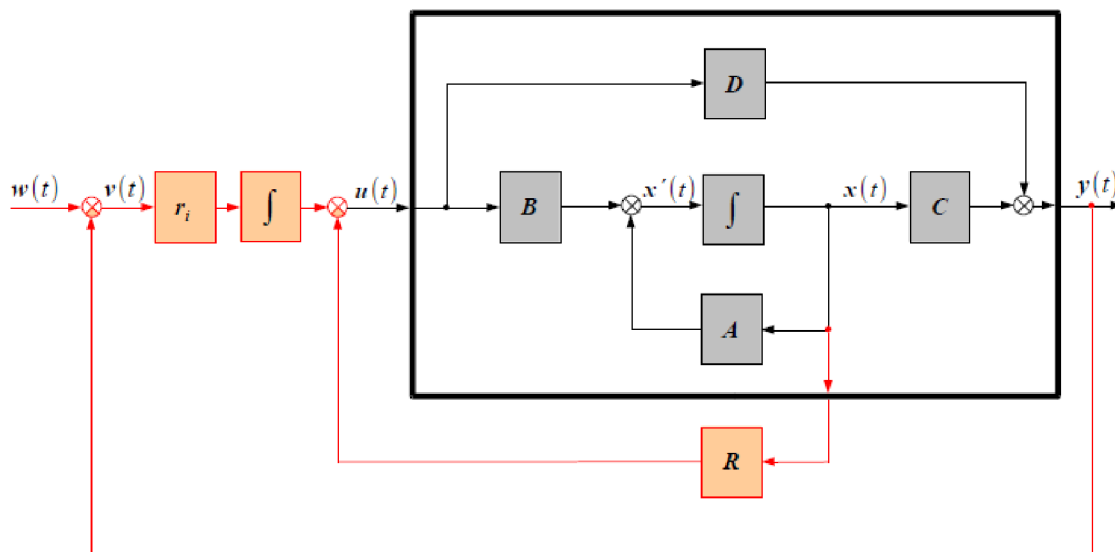 D
w(t) v(t) r_i ∫ u(t) B x´(t) ∫ x(t) C y(t)
A
R